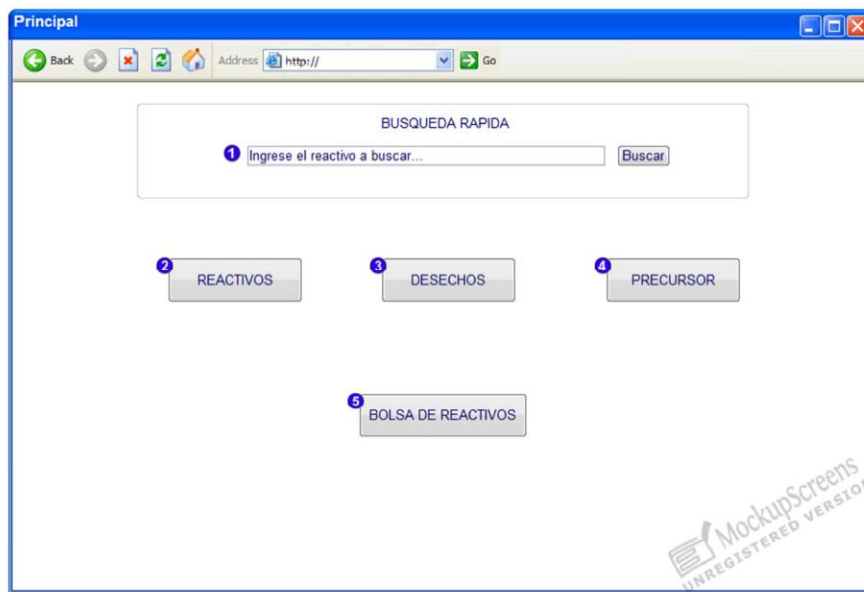 Principal
Back Address http:// Go
BUSQUEDA RAPIDA
1 Ingrese el reactivo a buscar... Buscar
2 REACTIVOS 3 DESECHOS 4 PRECURSOR
5 BOLSA DE REACTIVOS
MockupScreens
UNREGISTERED VERSION